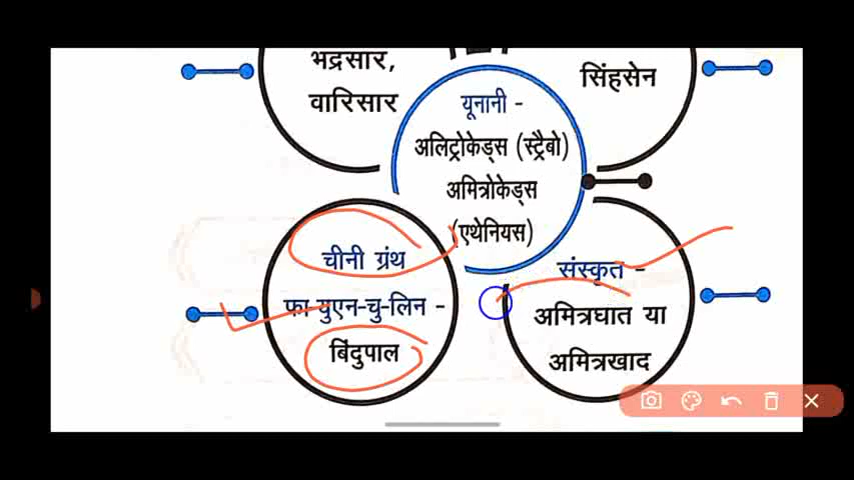 भद्रसार,
वारिसार
सिंहसेन
यूनानी -
अलिट्रोकेड्स (स्ट्रैबो)
अमित्रोकेड्स
(एथेनियस)
चीनी ग्रंथ
फा युएन-चु-लिन -
बिंदुपाल
संस्कृत -
अमित्रघात या
अमित्रखाद